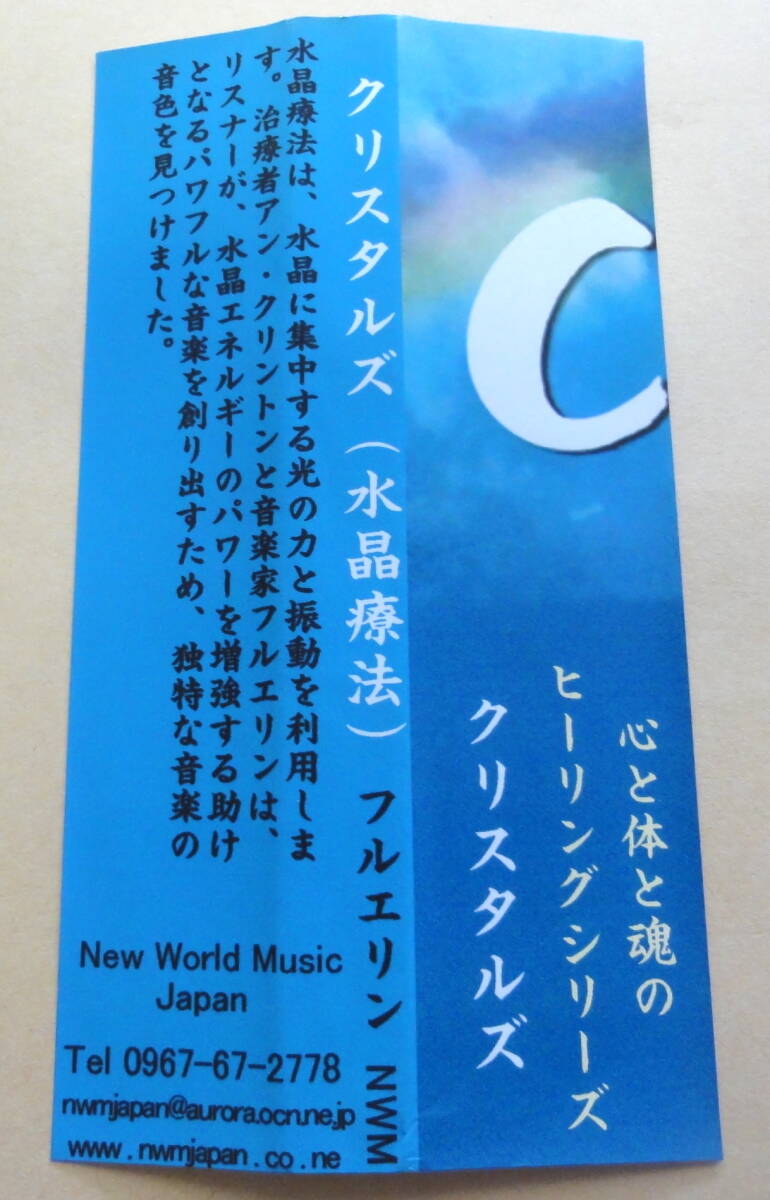 C
心と体と魂の
ヒーリングシリーズ
クリスタルズ
クリスタルズ（水晶療法） フルエリン NWM
水晶療法は、水晶に集中する光の力と振動を利用しま
す。治療者アン・クリントンと音楽家フルエリンは、
リスナーが、水晶エネルギーのパワーを増強する助け
となるパワフルな音楽を創り出すため、独特な音楽の
音色を見つけました。
New World Music
Japan
Tel 0967-67-2778
nwmjapan@aurora.ocn.ne.jp
www.nwmjapan.co.ne